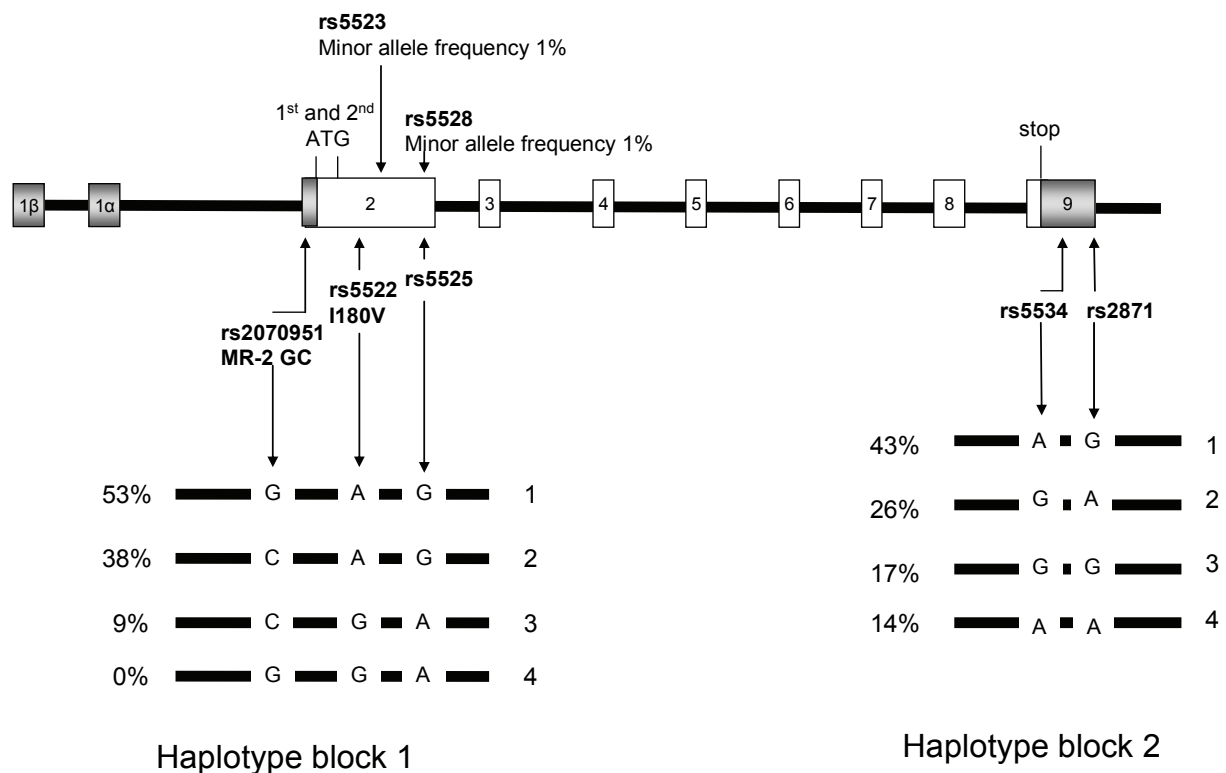 rs5523
Minor allele frequency 1%
1st and 2nd
ATG
rs5528
Minor allele frequency 1%
stop
1β 1α 2 3 4 5 6 7 8 9
rs2070951
MR-2 GC
rs5522
I180V
rs5525
rs5534 rs2871
53% G A G 1
38% C A G 2
9% C G A 3
0% G G A 4
Haplotype block 1
43% A G 1
26% G A 2
17% G G 3
14% A A 4
Haplotype block 2